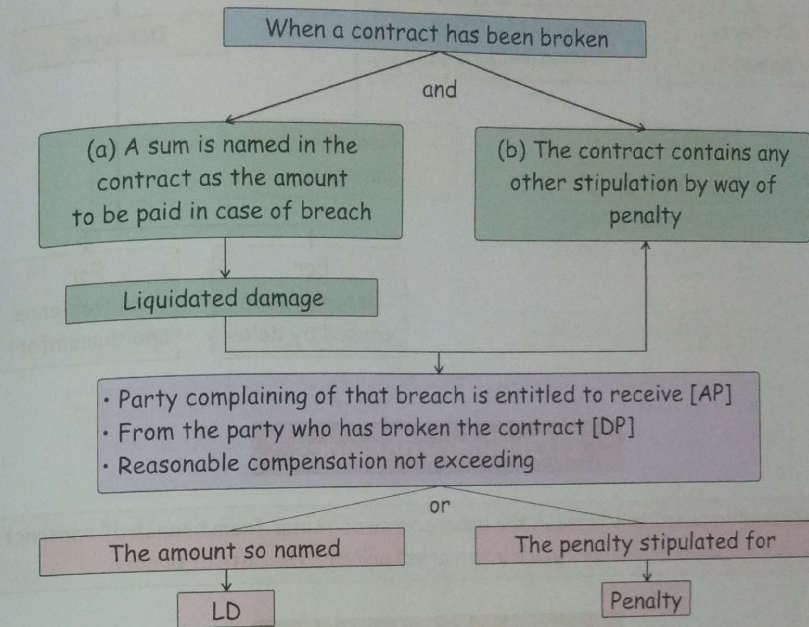 When a contract has been broken
and
(a) A sum is named in the
contract as the amount
to be paid in case of breach
(b) The contract contains any
other stipulation by way of
penalty
Liquidated damage
• Party complaining of that breach is entitled to receive [AP]
• From the party who has broken the contract [DP]
• Reasonable compensation not exceeding
or
The amount so named
The penalty stipulated for
LD
Penalty